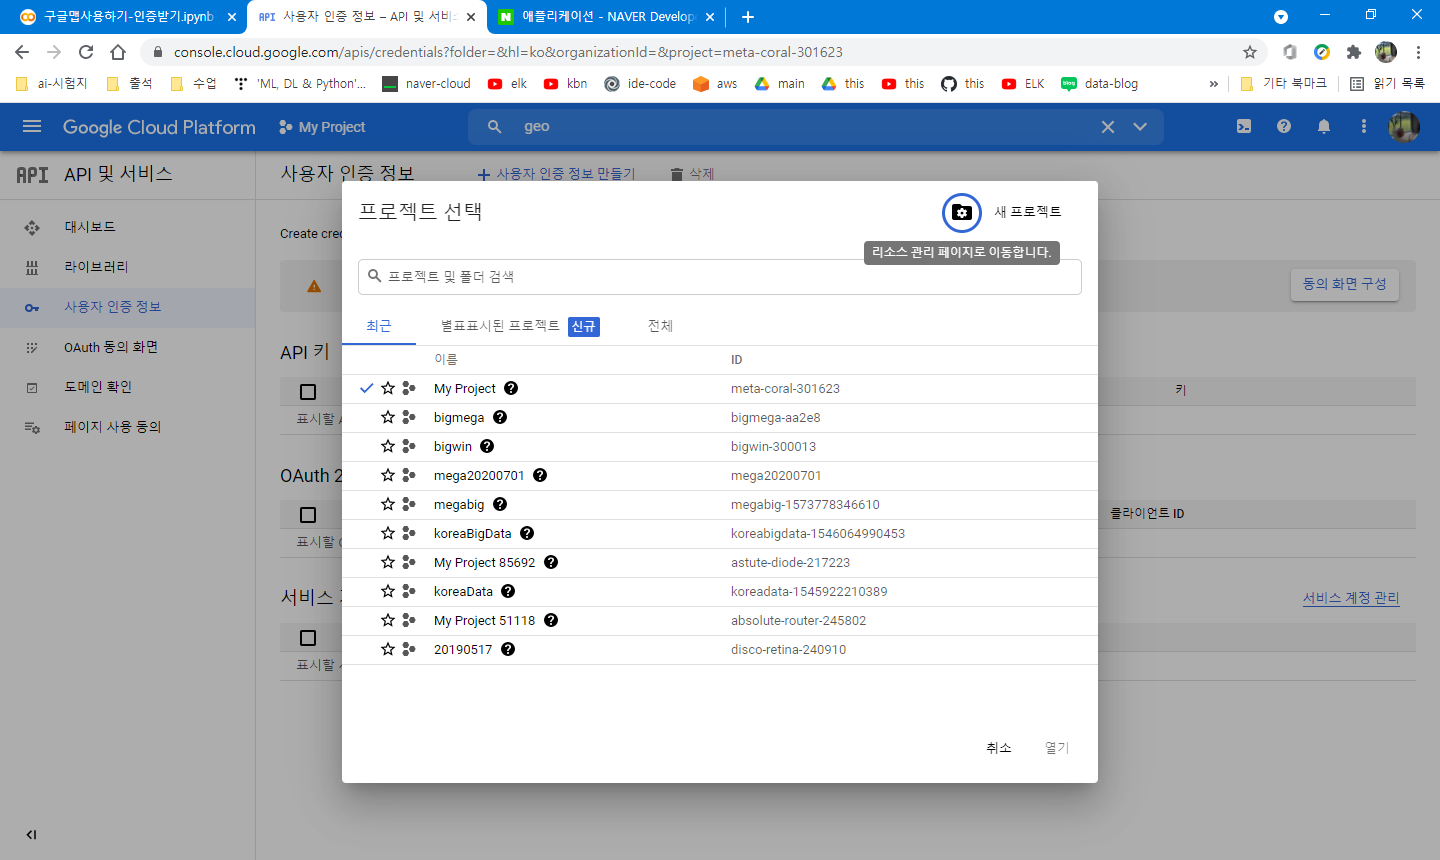 구글맵사용하기-인증받기.ipynb
API 사용자 인증 정보 – API 및 서비스
애플리케이션 - NAVER Develop
console.cloud.google.com/apis/credentials?folder=&hl=ko&organizationId=&project=meta-coral-301623
ai-시험지 출석 수업 'ML, DL & Python'... naver-cloud elk kbn ide-code aws main this this this ELK data-blog » 기타 북마크 읽기 목록
Google Cloud Platform My Project geo
API API 및 서비스
사용자 인증 정보 + 사용자 인증 정보 만들기 삭제
대시보드
라이브러리
사용자 인증 정보
OAuth 동의 화면
도메인 확인
페이지 사용 동의
Create cre
동의 화면 구성
API 키
키
표시할
OAuth 2
클라이언트 ID
표시할
서비스
서비스 계정 관리
표시할
프로젝트 선택
새 프로젝트
리소스 관리 페이지로 이동합니다.
프로젝트 및 폴더 검색
최근 별표표시된 프로젝트 신규 전체
이름 ID
My Project meta-coral-301623
bigmega bigmega-aa2e8
bigwin bigwin-300013
mega20200701 mega20200701
megabig megabig-1573778346610
koreaBigData koreabigdata-1546064990453
My Project 85692 astute-diode-217223
koreaData koreadata-1545922210389
My Project 51118 absolute-router-245802
20190517 disco-retina-240910
취소 열기